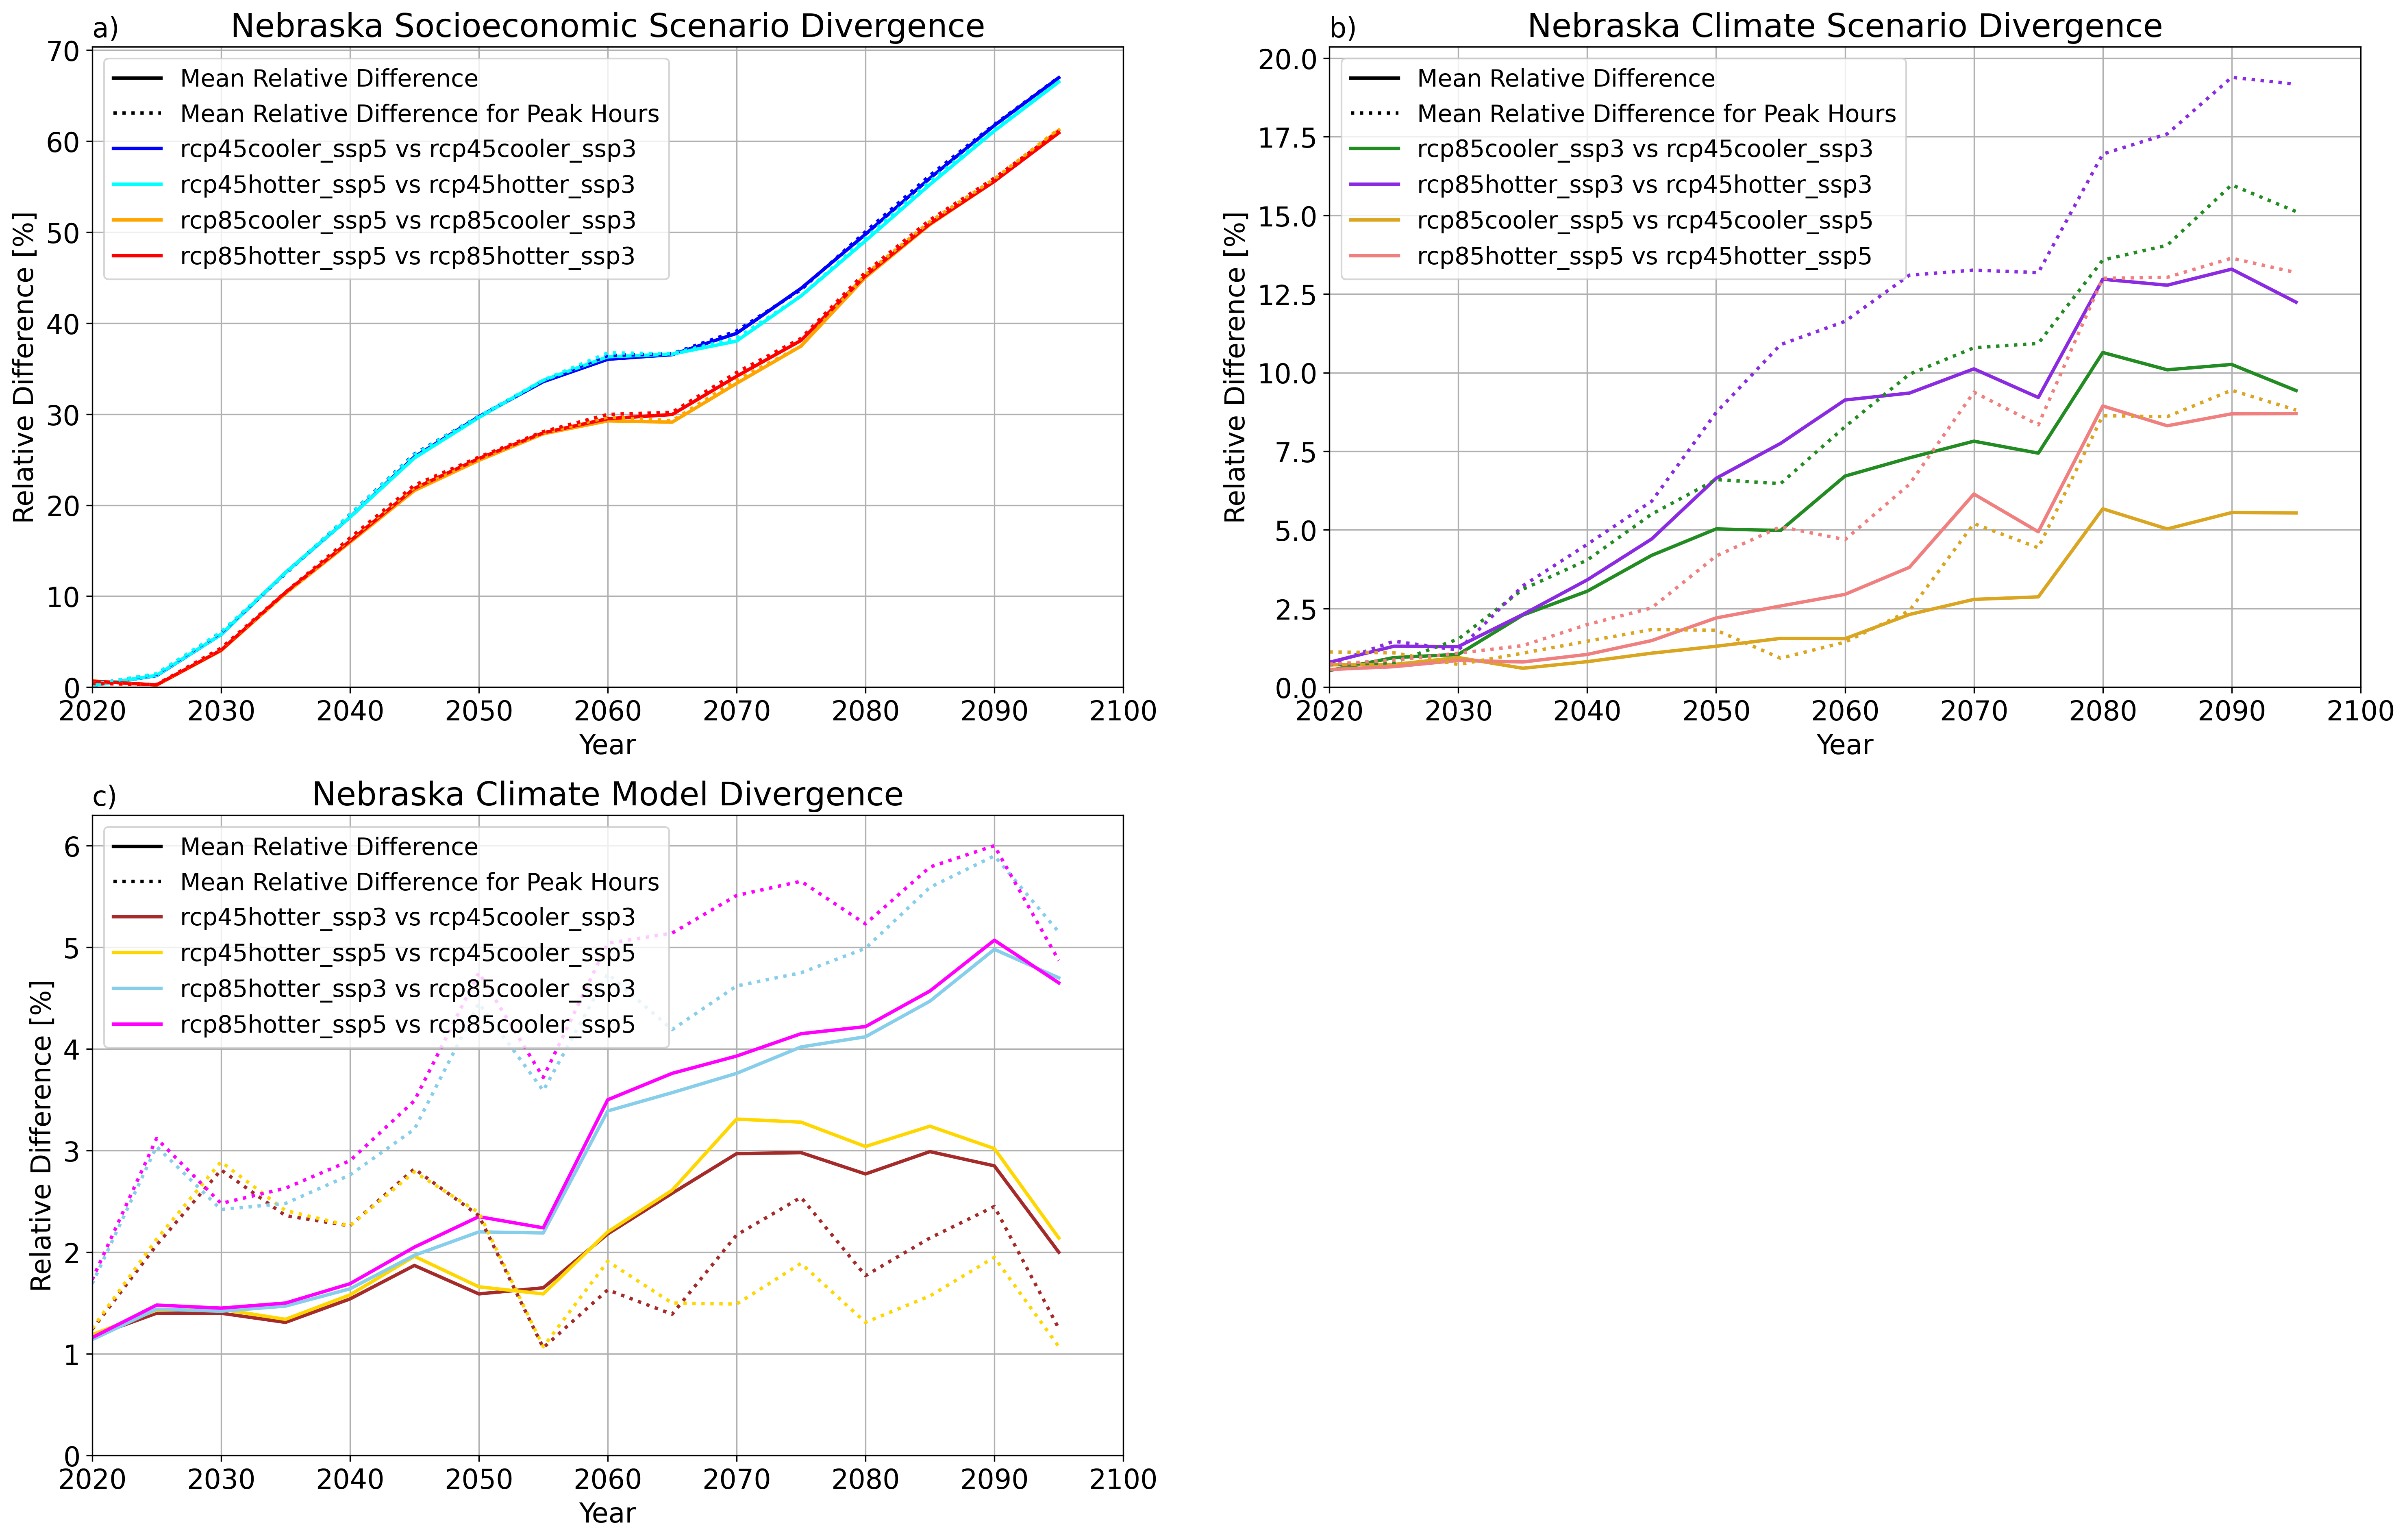 a)
Nebraska Socioeconomic Scenario Divergence
Relative Difference [%]
70
60
50
40
30
20
10
0
Mean Relative Difference
Mean Relative Difference for Peak Hours
rcp45cooler_ssp5 vs rcp45cooler_ssp3
rcp45hotter_ssp5 vs rcp45hotter_ssp3
rcp85cooler_ssp5 vs rcp85cooler_ssp3
rcp85hotter_ssp5 vs rcp85hotter_ssp3
2020 2030 2040 2050 2060 2070 2080 2090 2100
Year
b)
Nebraska Climate Scenario Divergence
Relative Difference [%]
20.0
17.5
15.0
12.5
10.0
7.5
5.0
2.5
0.0
Mean Relative Difference
Mean Relative Difference for Peak Hours
rcp85cooler_ssp3 vs rcp45cooler_ssp3
rcp85hotter_ssp3 vs rcp45hotter_ssp3
rcp85cooler_ssp5 vs rcp45cooler_ssp5
rcp85hotter_ssp5 vs rcp45hotter_ssp5
2020 2030 2040 2050 2060 2070 2080 2090 2100
Year
c)
Nebraska Climate Model Divergence
Relative Difference [%]
6
5
4
3
2
1
0
Mean Relative Difference
Mean Relative Difference for Peak Hours
rcp45hotter_ssp3 vs rcp45cooler_ssp3
rcp45hotter_ssp5 vs rcp45cooler_ssp5
rcp85hotter_ssp3 vs rcp85cooler_ssp3
rcp85hotter_ssp5 vs rcp85cooler_ssp5
2020 2030 2040 2050 2060 2070 2080 2090 2100
Year